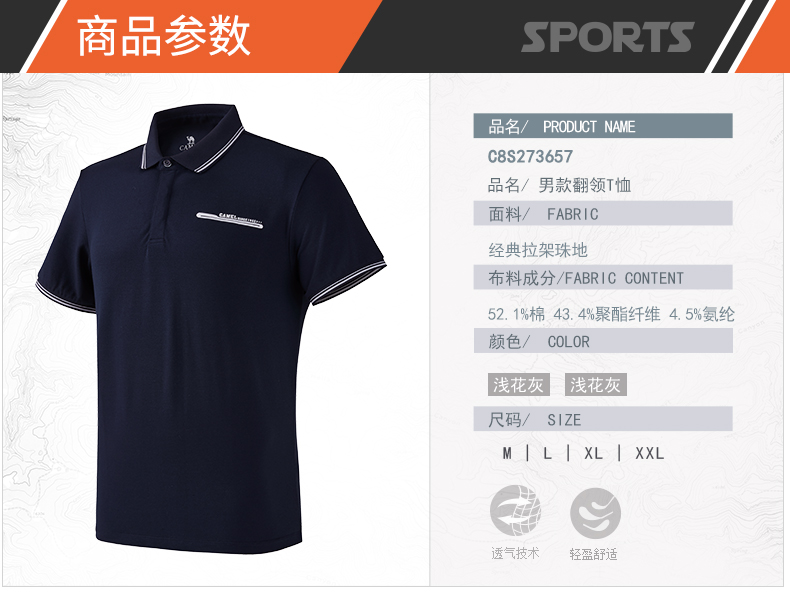 商品参数
SPORTS
品名/ PRODUCT NAME
C8S273657
品名/ 男款翻领T恤
面料/ FABRIC
经典拉架珠地
布料成分/FABRIC CONTENT
52.1%棉 43.4%聚酯纤维 4.5%氨纶
颜色/ COLOR
浅花灰 浅花灰
尺码/ SIZE
M | L | XL | XXL
透气技术 轻盈舒适
CAMEL